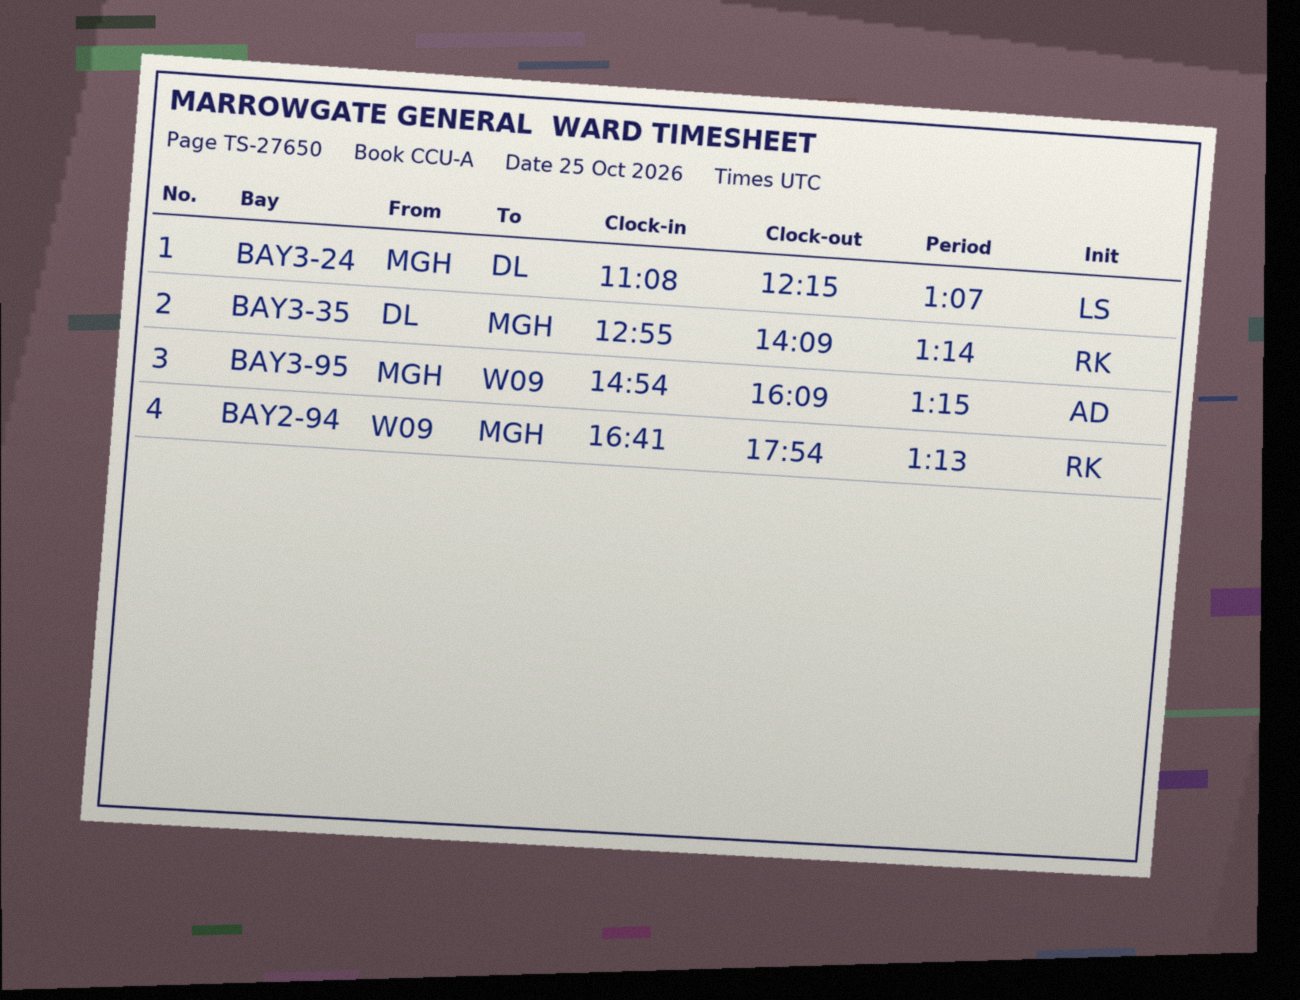 MARROWGATE GENERAL WARD TIMESHEET
Page TS-27650 Book CCU-A Date 25 Oct 2026 Times UTC
No. Bay From To Clock-in Clock-out Period Init
1 BAY3-24 MGH DL 11:08 12:15 1:07 LS
2 BAY3-35 DL MGH 12:55 14:09 1:14 RK
3 BAY3-95 MGH W09 14:54 16:09 1:15 AD
4 BAY2-94 W09 MGH 16:41 17:54 1:13 RK